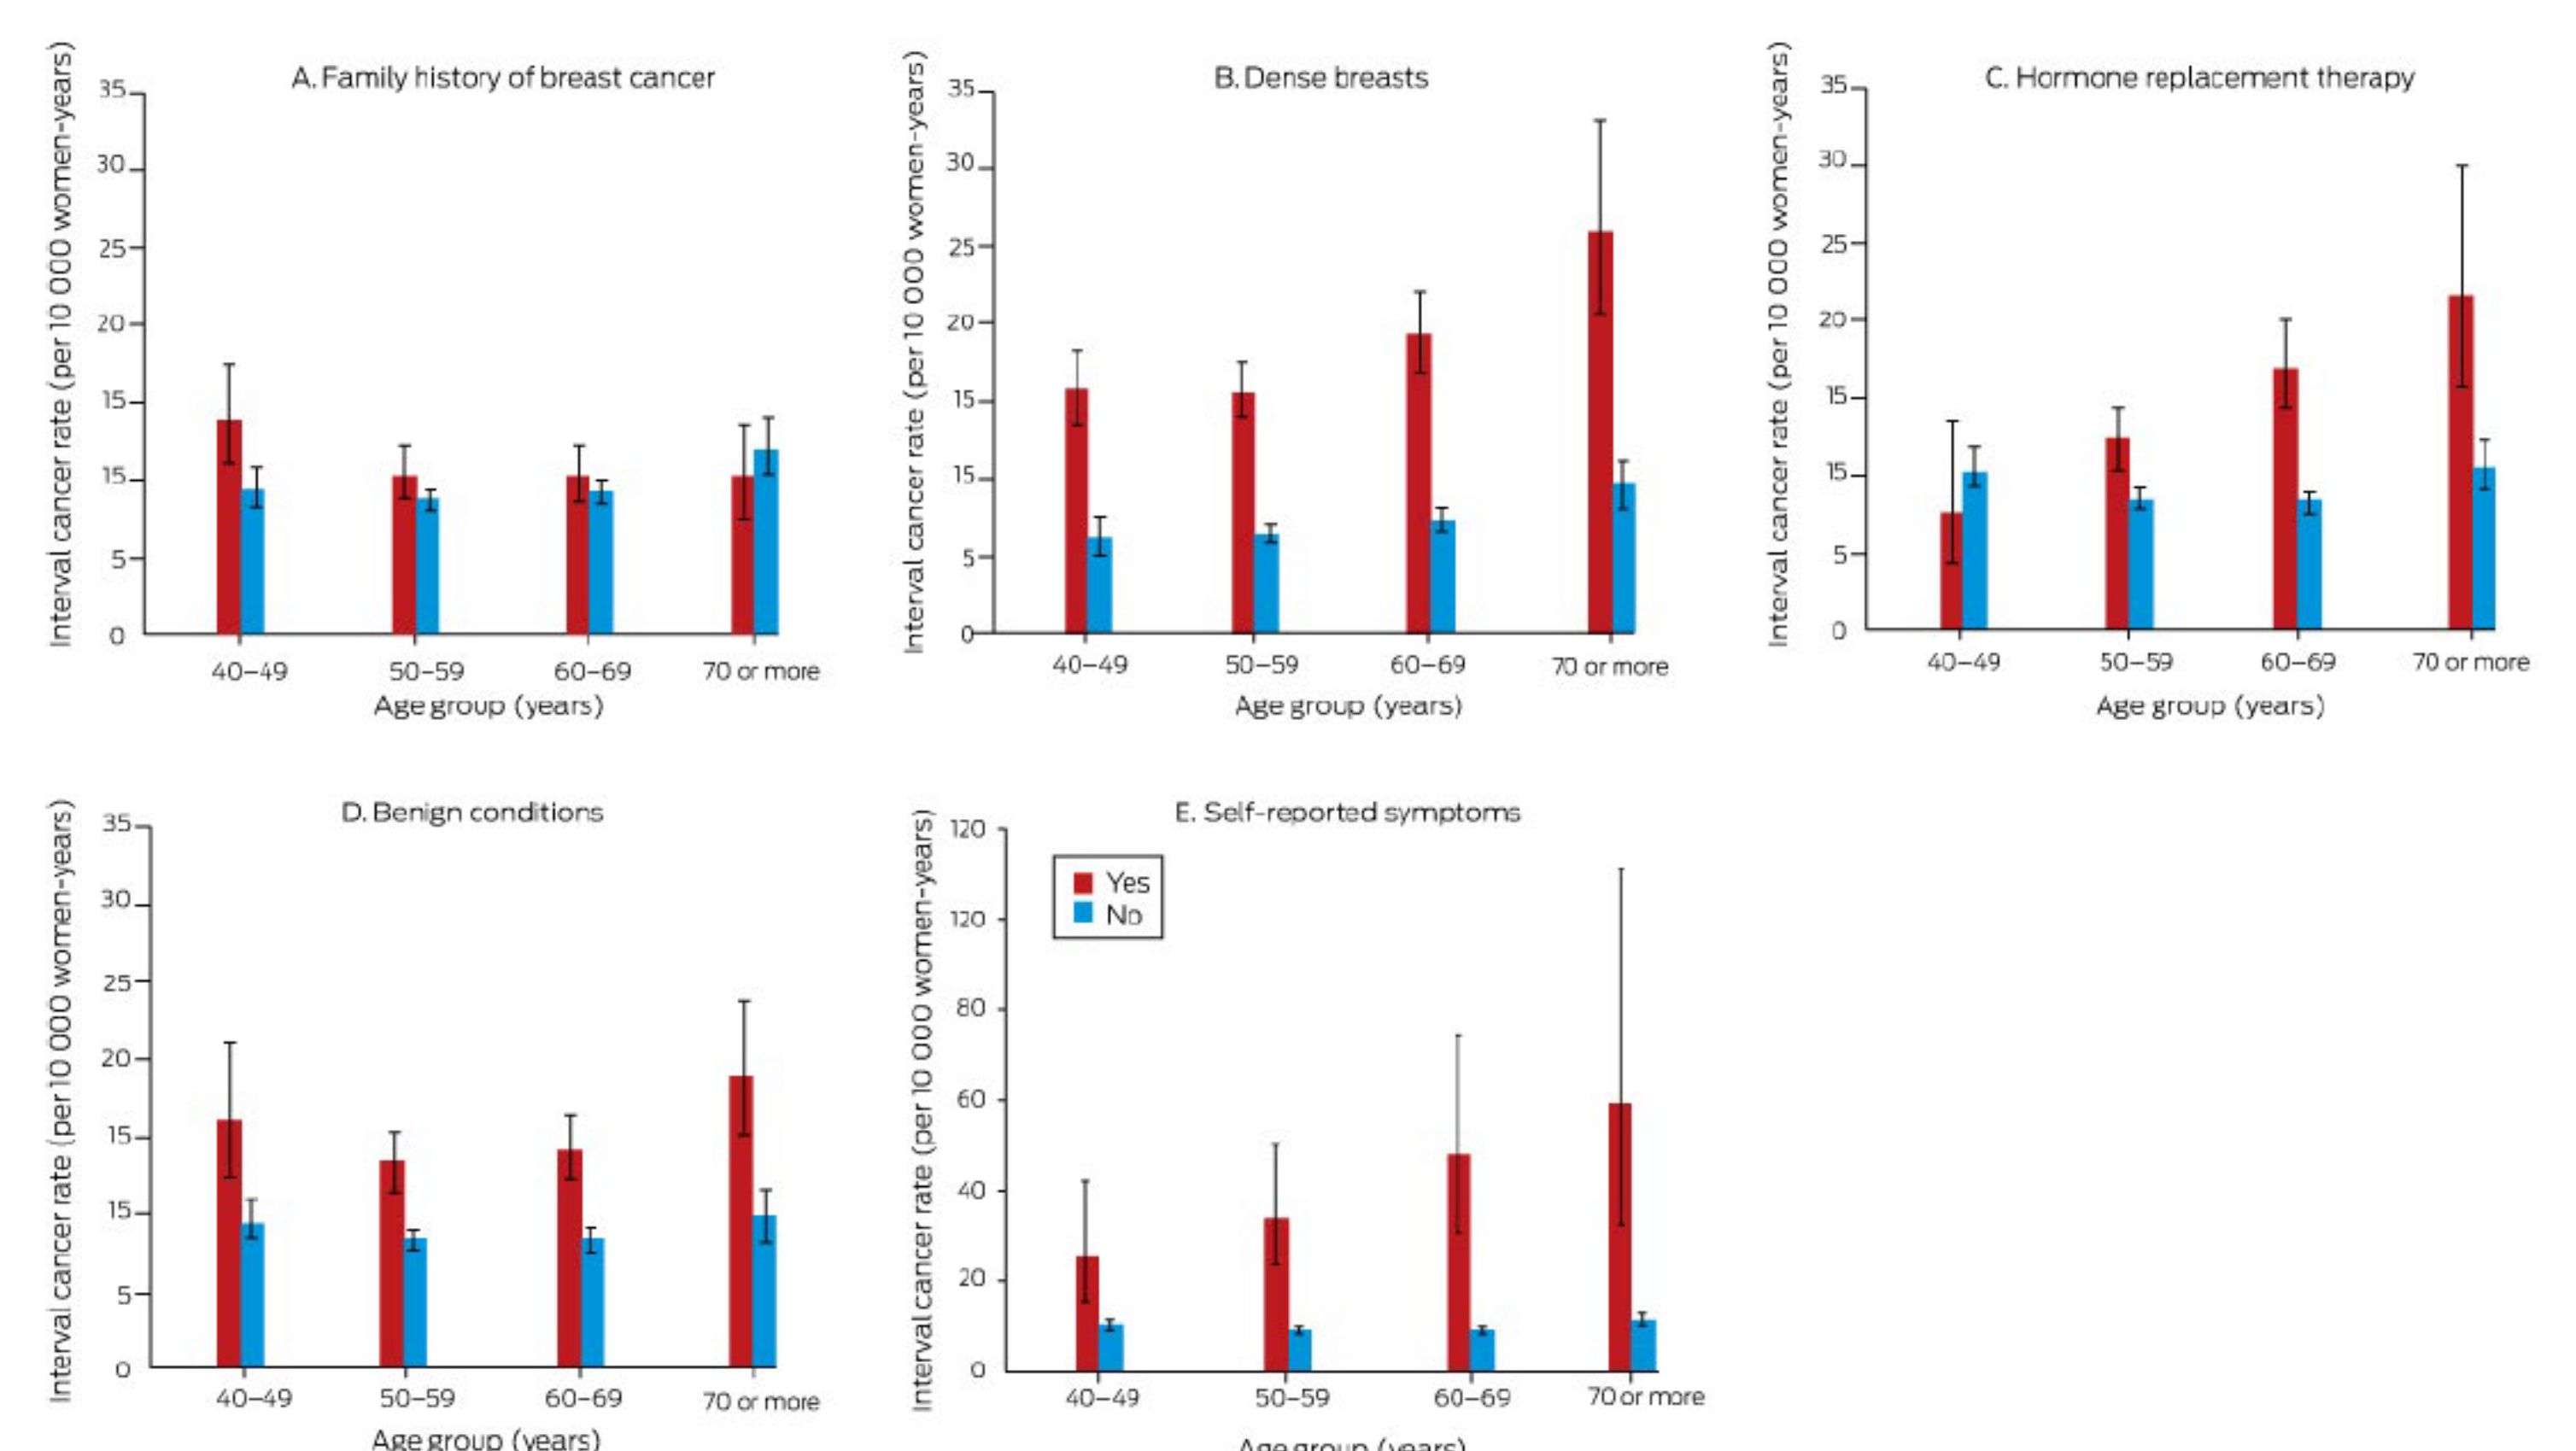 A. Family history of breast cancer
Interval cancer rate (per 10 000 women-years)
35
30
25
20
15
15
5
0
40–49 50–59 60–69 70 or more
Age group (years)
B. Dense breasts
Interval cancer rate (per 10 000 women-years)
35
30
25
20
15
15
5
0
40–49 50–59 60–69 70 or more
Age group (years)
C. Hormone replacement therapy
Interval cancer rate (per 10 000 women-years)
35
30
25
20
15
15
5
0
40–49 50–59 60–69 70 or more
Age group (years)
D. Benign conditions
Interval cancer rate (per 10 000 women-years)
35
30
25
20
15
15
5
0
40–49 50–59 60–69 70 or more
Age group (years)
E. Self-reported symptoms
Interval cancer rate (per 10 000 women-years)
120
120
80
60
40
20
0
Yes
No
40–49 50–59 60–69 70 or more
Age group (years)